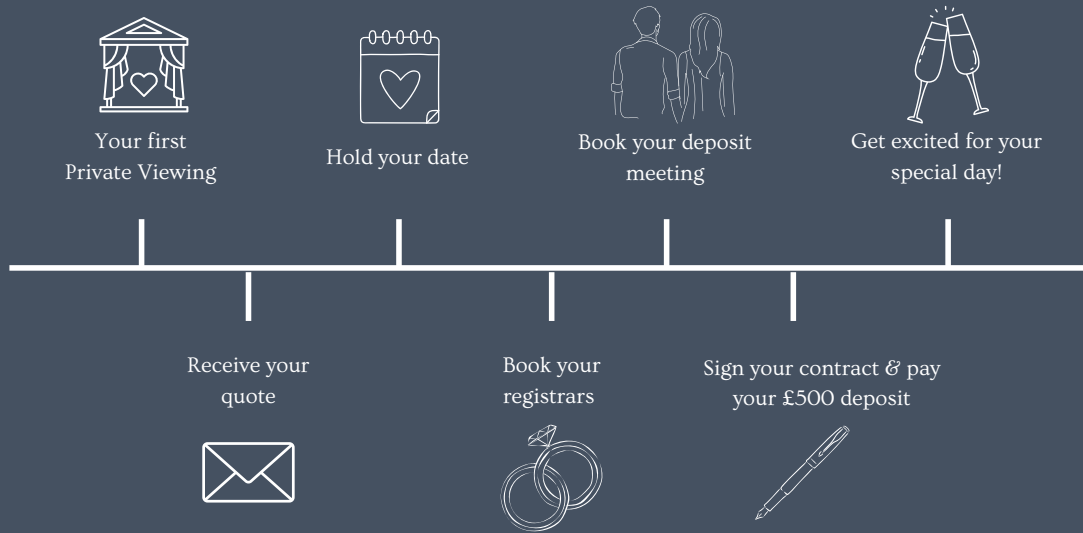 Your first
Private Viewing
Receive your
quote
Hold your date
Book your
registrars
Book your deposit
meeting
Sign your contract & pay
your £500 deposit
Get excited for your
special day!